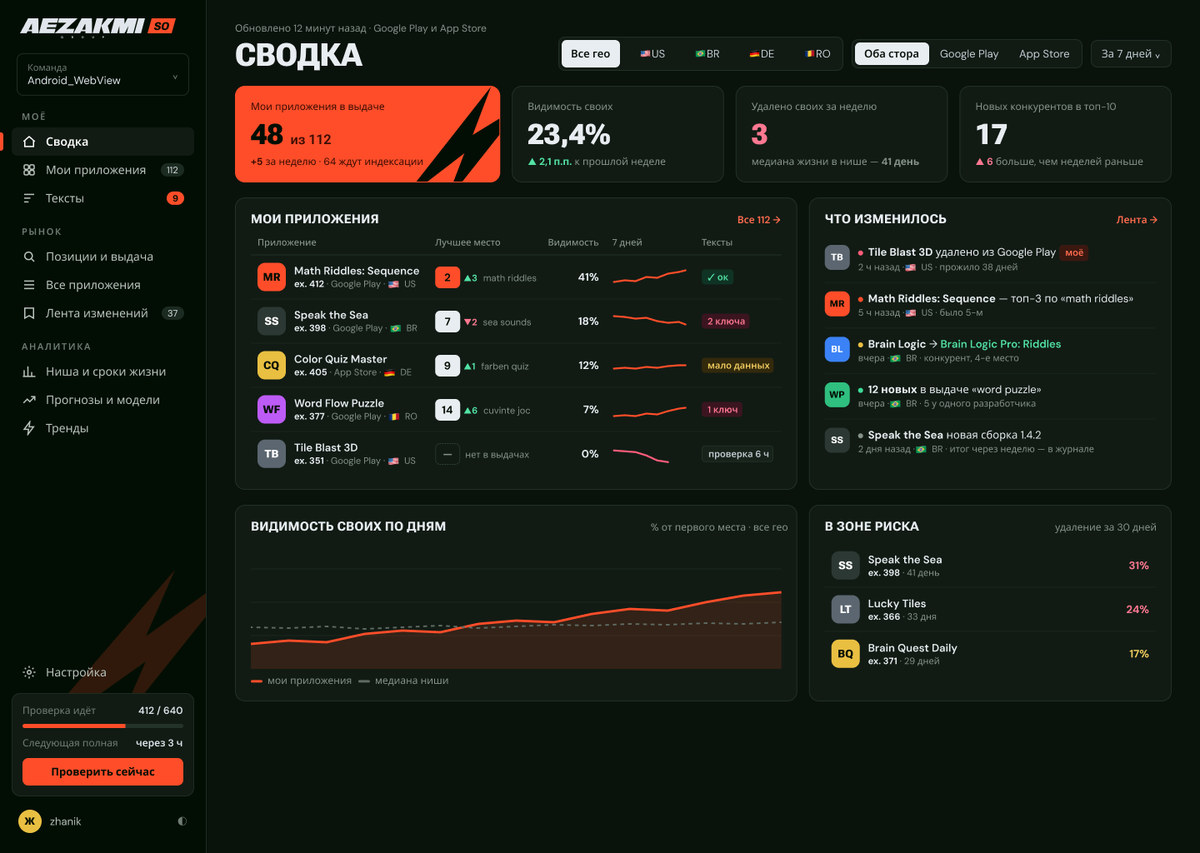 AEZAKMI SO
Команда
Android_WebView
МОЁ
Сводка
Мои приложения 112
Тексты 9
РЫНОК
Позиции и выдача
Все приложения
Лента изменений 37
АНАЛИТИКА
Ниша и сроки жизни
Прогнозы и модели
Тренды
Настройка
Проверка идёт 412 / 640
Следующая полная через 3 ч
Проверить сейчас
Ж zhanik
Обновлено 12 минут назад · Google Play и App Store
СВОДКА
Все гео US BR DE RO
Оба стора Google Play App Store
За 7 дней
Мои приложения в выдаче
48 из 112
+5 за неделю · 64 ждут индексации
Видимость своих
23,4%
▲ 2,1 п.п. к прошлой неделе
Удалено своих за неделю
3
медиана жизни в нише — 41 день
Новых конкурентов в топ-10
17
▲ 6 больше, чем неделей раньше
МОИ ПРИЛОЖЕНИЯ Все 112 →
Приложение Лучшее место Видимость 7 дней Тексты
MR Math Riddles: Sequence 2 ▲3 math riddles 41% ✓ ок
ex. 412 · Google Play · US
SS Speak the Sea 7 ▼2 sea sounds 18% 2 ключа
ex. 398 · Google Play · BR
CQ Color Quiz Master 9 ▲1 farben quiz 12% мало данных
ex. 405 · App Store · DE
WF Word Flow Puzzle 14 ▲6 cuvinte joc 7% 1 ключ
ex. 377 · Google Play · RO
TB Tile Blast 3D — нет в выдачах 0% проверка 6 ч
ex. 351 · Google Play · US
ЧТО ИЗМЕНИЛОСЬ Лента →
TB Tile Blast 3D удалено из Google Play моё
2 ч назад · US · прожило 38 дней
MR Math Riddles: Sequence — топ-3 по «math riddles»
5 ч назад · US · было 5-м
BL Brain Logic → Brain Logic Pro: Riddles
вчера · BR · конкурент, 4-е место
WP 12 новых в выдаче «word puzzle»
вчера · BR · 5 у одного разработчика
SS Speak the Sea новая сборка 1.4.2
2 дня назад · BR · итог через неделю — в журнале
ВИДИМОСТЬ СВОИХ ПО ДНЯМ % от первого места · все гео
мои приложения медиана ниши
В ЗОНЕ РИСКА удаление за 30 дней
SS Speak the Sea 31%
ex. 398 · 41 день
LT Lucky Tiles 24%
ex. 366 · 33 дня
BQ Brain Quest Daily 17%
ex. 371 · 29 дней